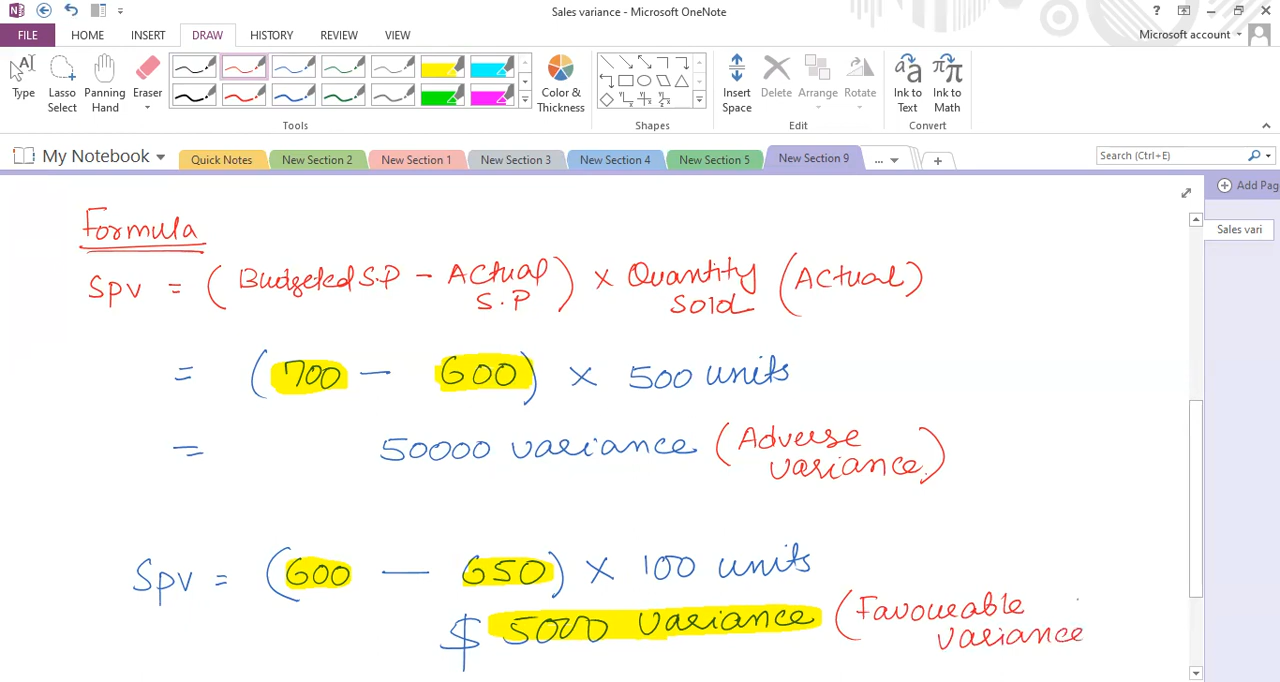 Sales variance - Microsoft OneNote
Microsoft account
FILE HOME INSERT DRAW HISTORY REVIEW VIEW
Type Lasso Select Panning Hand Eraser
Color & Thickness
Insert Space Delete Arrange Rotate
Ink to Text Ink to Math
Tools Shapes Edit Convert
My Notebook Quick Notes New Section 2 New Section 1 New Section 3 New Section 4 New Section 5 New Section 9 ...
Search (Ctrl+E)
Add Pag
Sales vari
Formula
SPV = (Budgeted S.P - Actual S.P) × Quantity Sold (Actual)
= (700 - 600) × 500 units
= 50000 variance (Adverse variance)
SPV = (600 - 650) × 100 units
$ 5000 variance (Favoureable variance